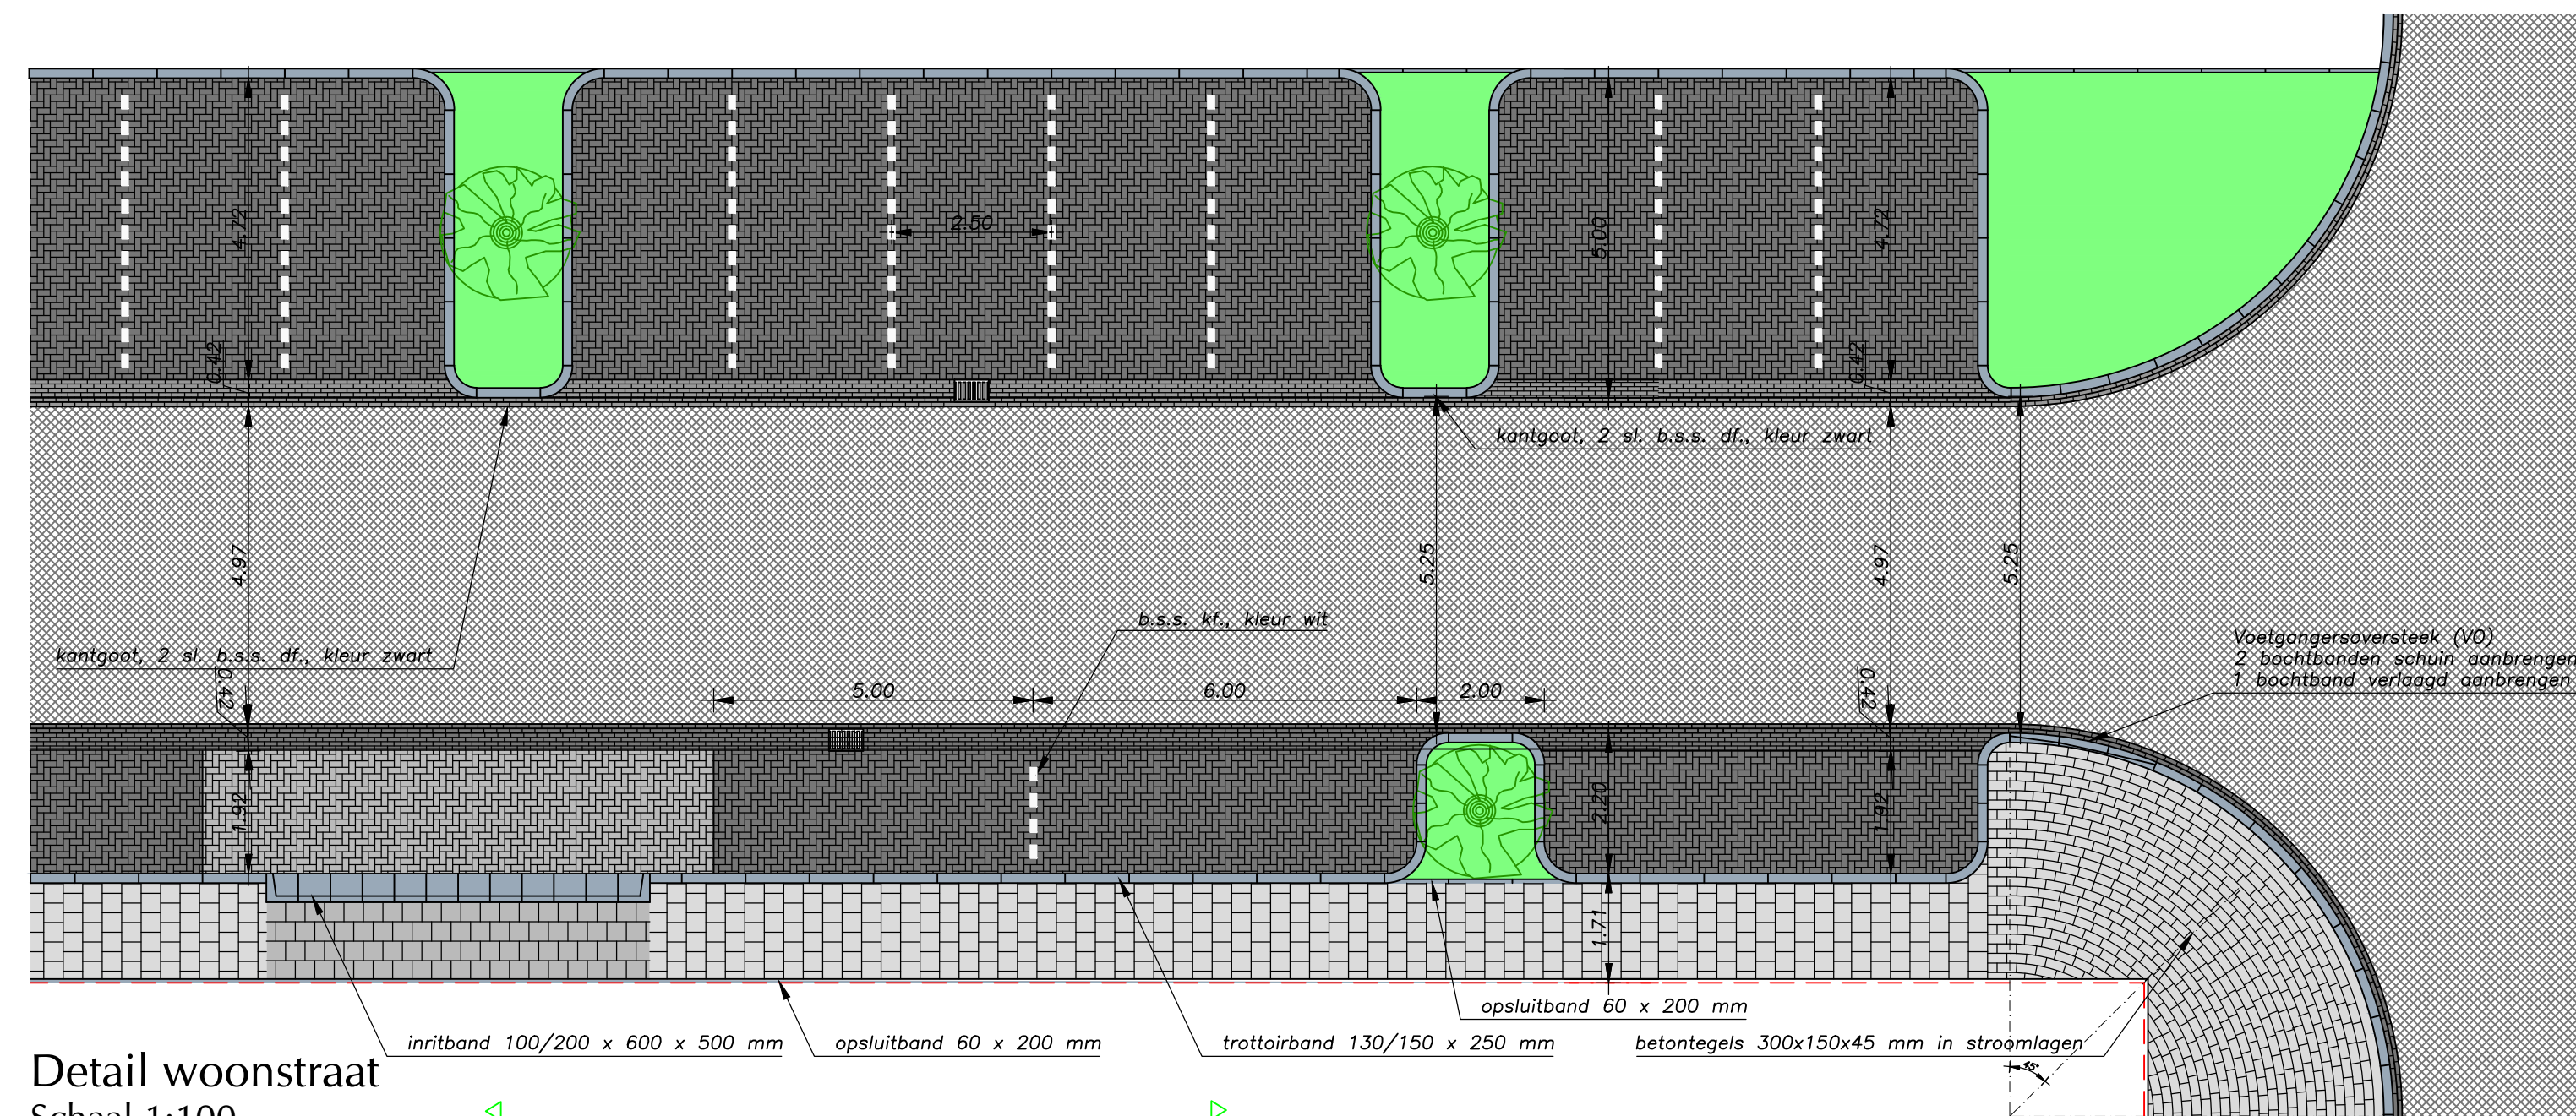 4.72
2.50
5.00
4.72
0.42
0.42
kantgoot, 2 sl. b.s.s. df., kleur zwart
4.97
5.25
4.97
5.25
b.s.s. kf., kleur wit
Voetgangersoversteek (VO)
2 bochtbanden schuin aanbrengen
1 bochtband verlaagd aanbrengen
kantgoot, 2 sl. b.s.s. df., kleur zwart
0.42
5.00
6.00
2.00
0.42
1.92
2.20
1.92
1.71
opsluitband 60 x 200 mm
inritband 100/200 x 600 x 500 mm
opsluitband 60 x 200 mm
trottoirband 130/150 x 250 mm
betontegels 300x150x45 mm in stroomlagen
45°
Detail woonstraat
Schaal 1:100